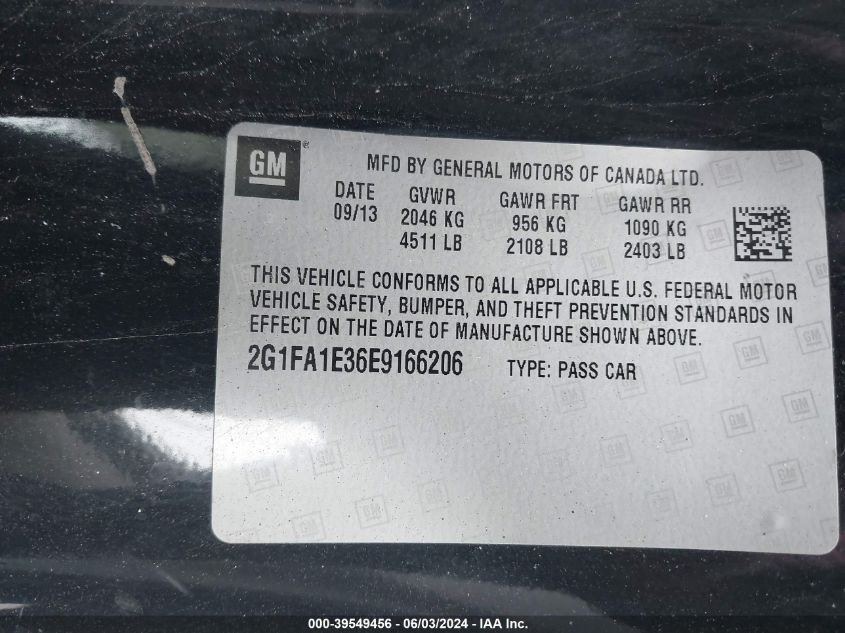 GM ®
MFD BY GENERAL MOTORS OF CANADA LTD.
DATE GVWR GAWR FRT GAWR RR
09/13 2046 KG 956 KG 1090 KG
4511 LB 2108 LB 2403 LB
THIS VEHICLE CONFORMS TO ALL APPLICABLE U.S. FEDERAL MOTOR
VEHICLE SAFETY, BUMPER, AND THEFT PREVENTION STANDARDS IN
EFFECT ON THE DATE OF MANUFACTURE SHOWN ABOVE.
2G1FA1E36E9166206 TYPE: PASS CAR
000-39549456 - 06/03/2024 - IAAI Inc.